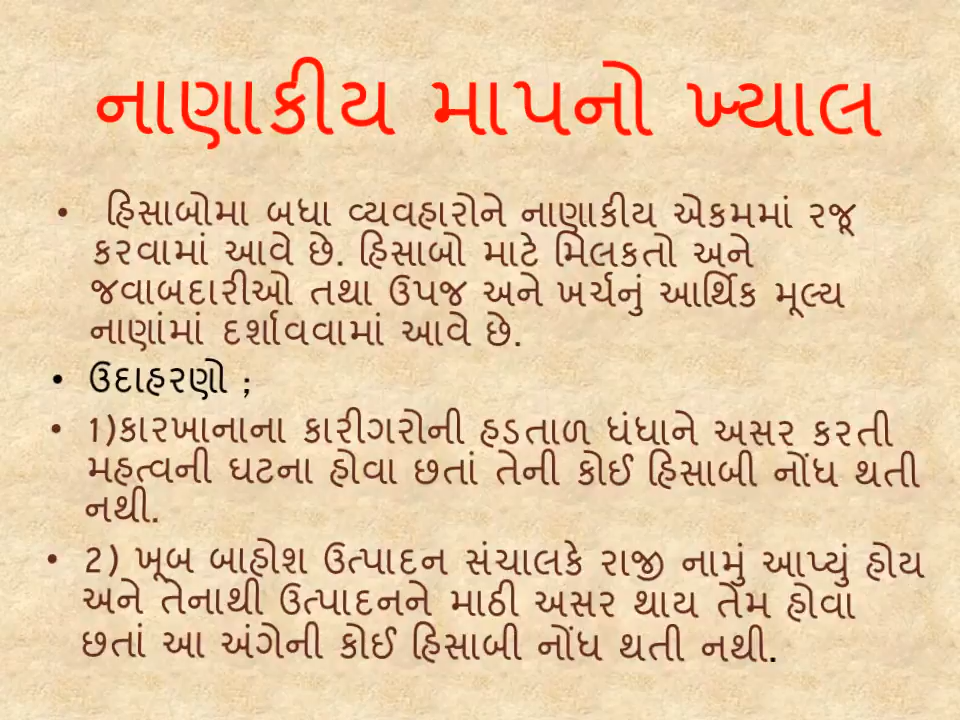 નાણાકીય માપનો ખ્યાલ
• હિસાબોમા બધા વ્યવહારોને નાણાકીય એકમમાં રજૂ
કરવામાં આવે છે. હિસાબો માટે મિલકતો અને
જવાબદારીઓ તથા ઉપજ અને ખર્ચનું આર્થિક મૂલ્ય
નાણાંમાં દર્શાવવામાં આવે છે.
• ઉદાહરણો ;
• 1)કારખાનાના કારીગરોની હડતાળ ધંધાને અસર કરતી
મહત્વની ઘટના હોવા છતાં તેની કોઈ હિસાબી નોંધ થતી
નથી.
• 2) ખૂબ બાહોશ ઉત્પાદન સંચાલકે રાજી નામું આપ્યું હોય
અને તેનાથી ઉત્પાદનને માઠી અસર થાય તેમ હોવા
છતાં આ અંગેની કોઈ હિસાબી નોંધ થતી નથી.